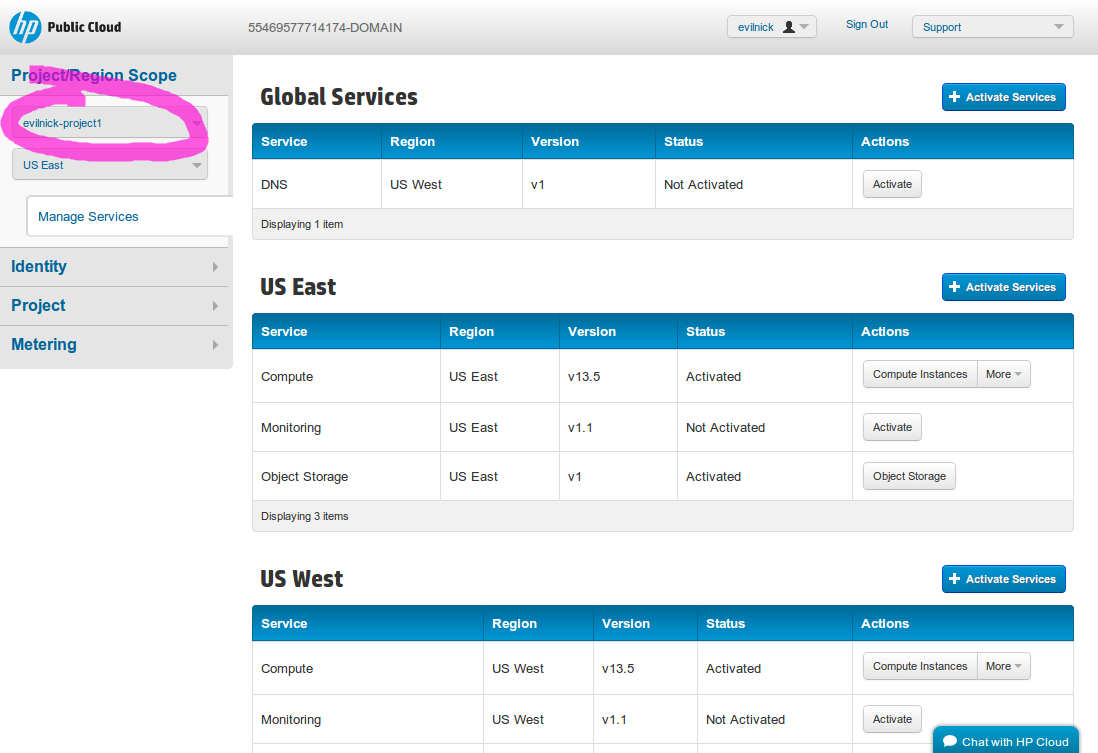 hp Public Cloud
55469577714174-DOMAIN
evilnick
Sign Out
Support
Project/Region Scope
evilnick-project1
US East
Manage Services
Identity
Project
Metering
Global Services
Activate Services
Service Region Version Status Actions
DNS US West v1 Not Activated Activate
Displaying 1 item
US East
Activate Services
Service Region Version Status Actions
Compute US East v13.5 Activated Compute Instances More
Monitoring US East v1.1 Not Activated Activate
Object Storage US East v1 Activated Object Storage
Displaying 3 items
US West
Activate Services
Service Region Version Status Actions
Compute US West v13.5 Activated Compute Instances More
Monitoring US West v1.1 Not Activated Activate
Chat with HP Cloud